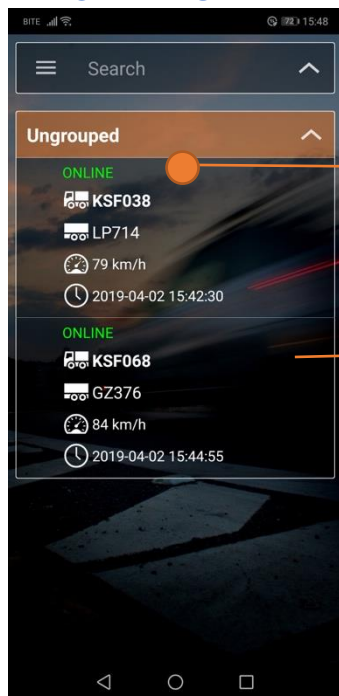 BITE 72 15:48
Search
Ungrouped
ONLINE
KSF038
LP714
79 km/h
2019-04-02 15:42:30
ONLINE
KSF068
GZ376
84 km/h
2019-04-02 15:44:55